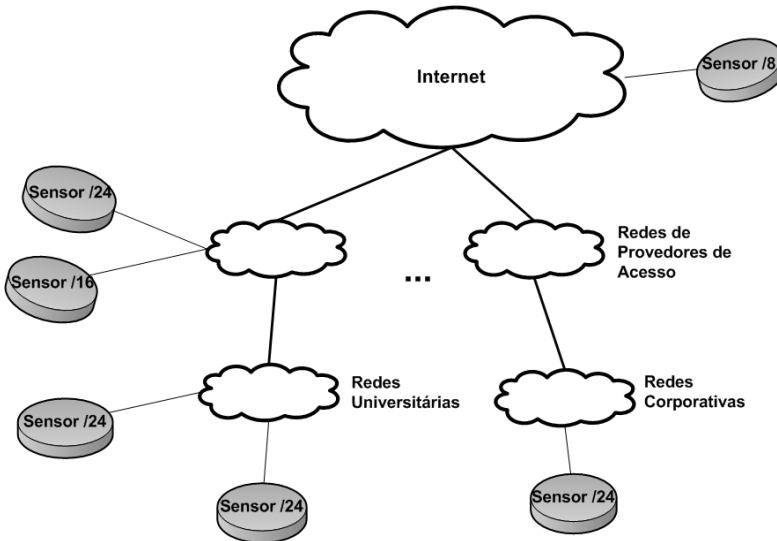 Internet
Sensor /8
Sensor /24
Sensor /16
Redes de
Provedores de
Acesso
...
Redes
Universitárias
Redes
Corporativas
Sensor /24
Sensor /24
Sensor /24